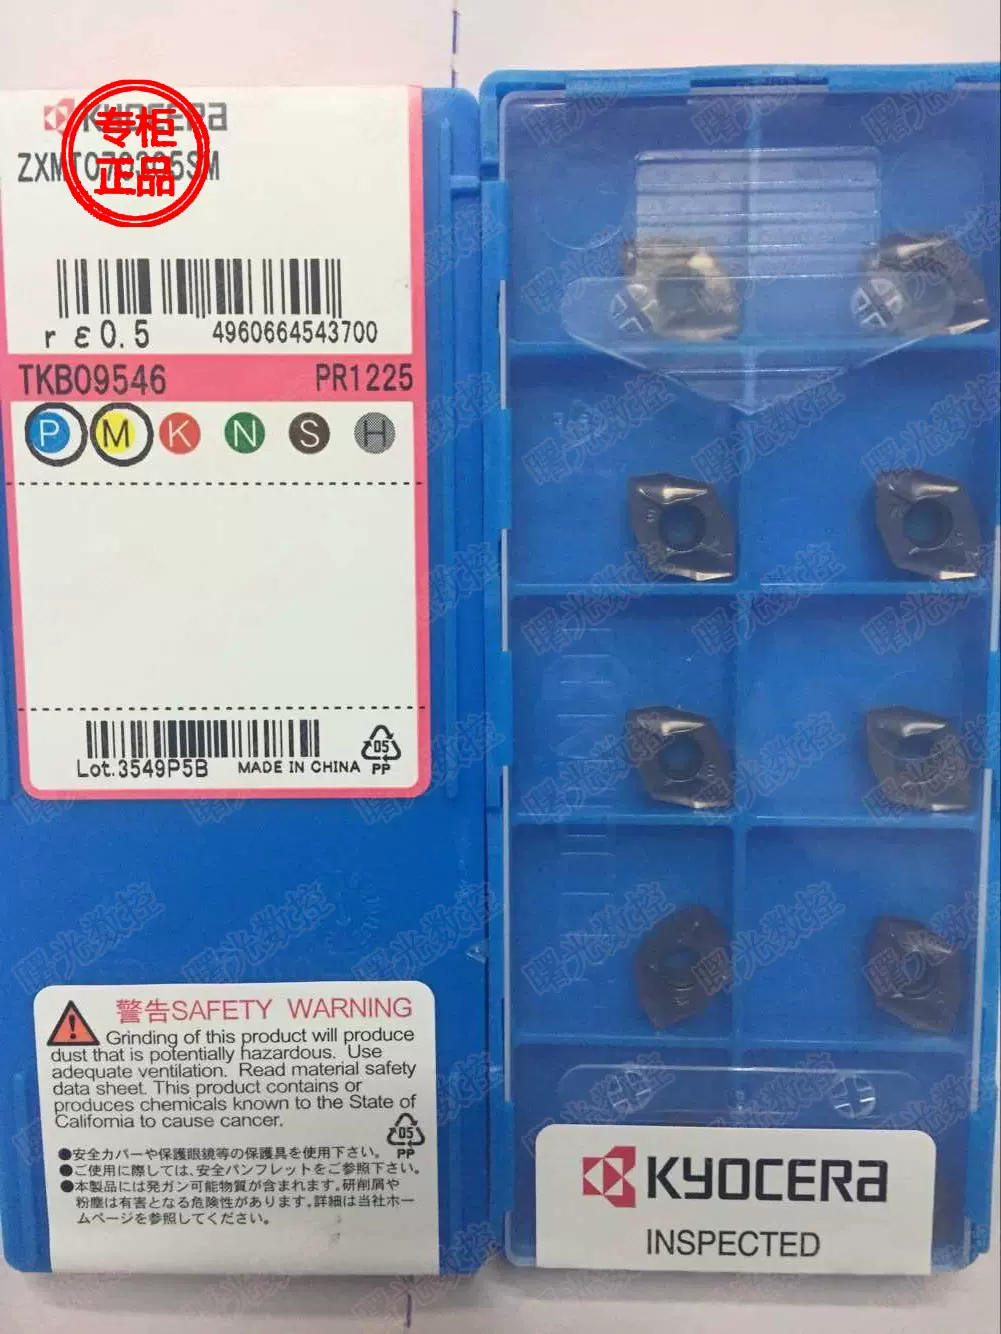 KYOCERA
专柜
正品
rε0.5
4960664543700
TKB09546
PR1225
P M K N S H
Lot.3549P5B
MADE IN CHINA
05
PP
警告SAFETY WARNING
Grinding of this product will produce
dust that is potentially hazardous. Use
adequate ventilation. Read material safety
data sheet. This product contains or
produces chemicals known to the State of
California to cause cancer.
05
PP
●安全カバーや保護眼鏡等の保護具を使用下さい。
●ご使用に際しては、安全パンフレットをご参照下さい。
●本製品には発ガン可能物質が含まれます。研削屑や
粉塵は有害となる危険性があります。詳細は当社ホー
ムページを参照してください。
KYOCERA
INSPECTED
曙光数控